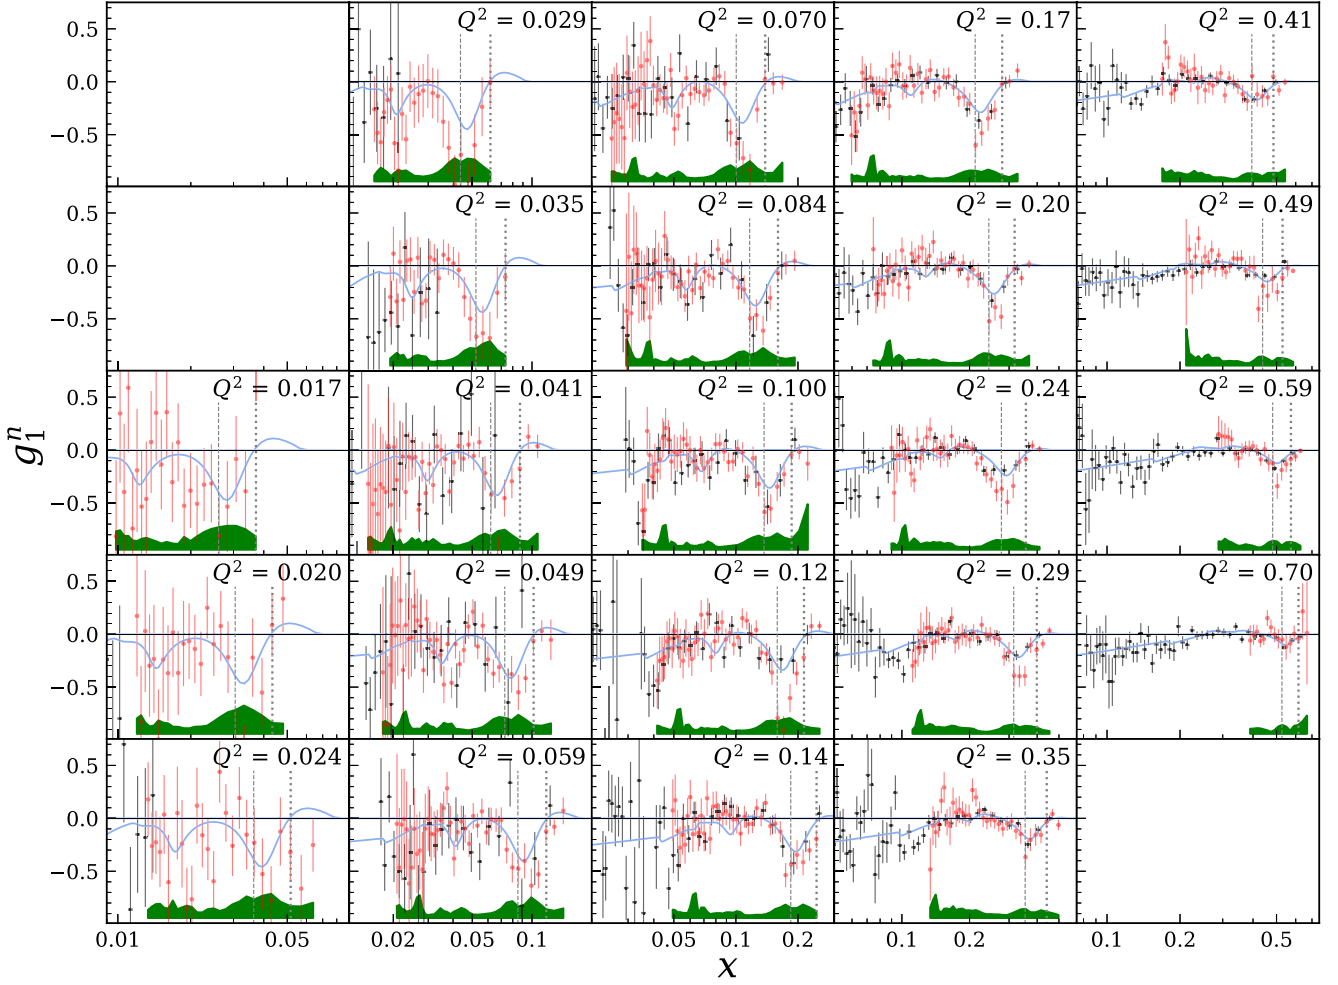 0.5 Q² = 0.029 Q² = 0.070 Q² = 0.17 Q² = 0.41
0.0
−0.5
0.5 Q² = 0.035 Q² = 0.084 Q² = 0.20 Q² = 0.49
0.0
−0.5
0.5 Q² = 0.017 Q² = 0.041 Q² = 0.100 Q² = 0.24 Q² = 0.59
0.0
−0.5
g₁ⁿ
0.5 Q² = 0.020 Q² = 0.049 Q² = 0.12 Q² = 0.29 Q² = 0.70
0.0
−0.5
0.5 Q² = 0.024 Q² = 0.059 Q² = 0.14 Q² = 0.35
0.0
−0.5
0.01 0.05 0.02 0.05 0.1 0.05 0.1 0.2 0.1 0.2 0.1 0.2 0.5
x